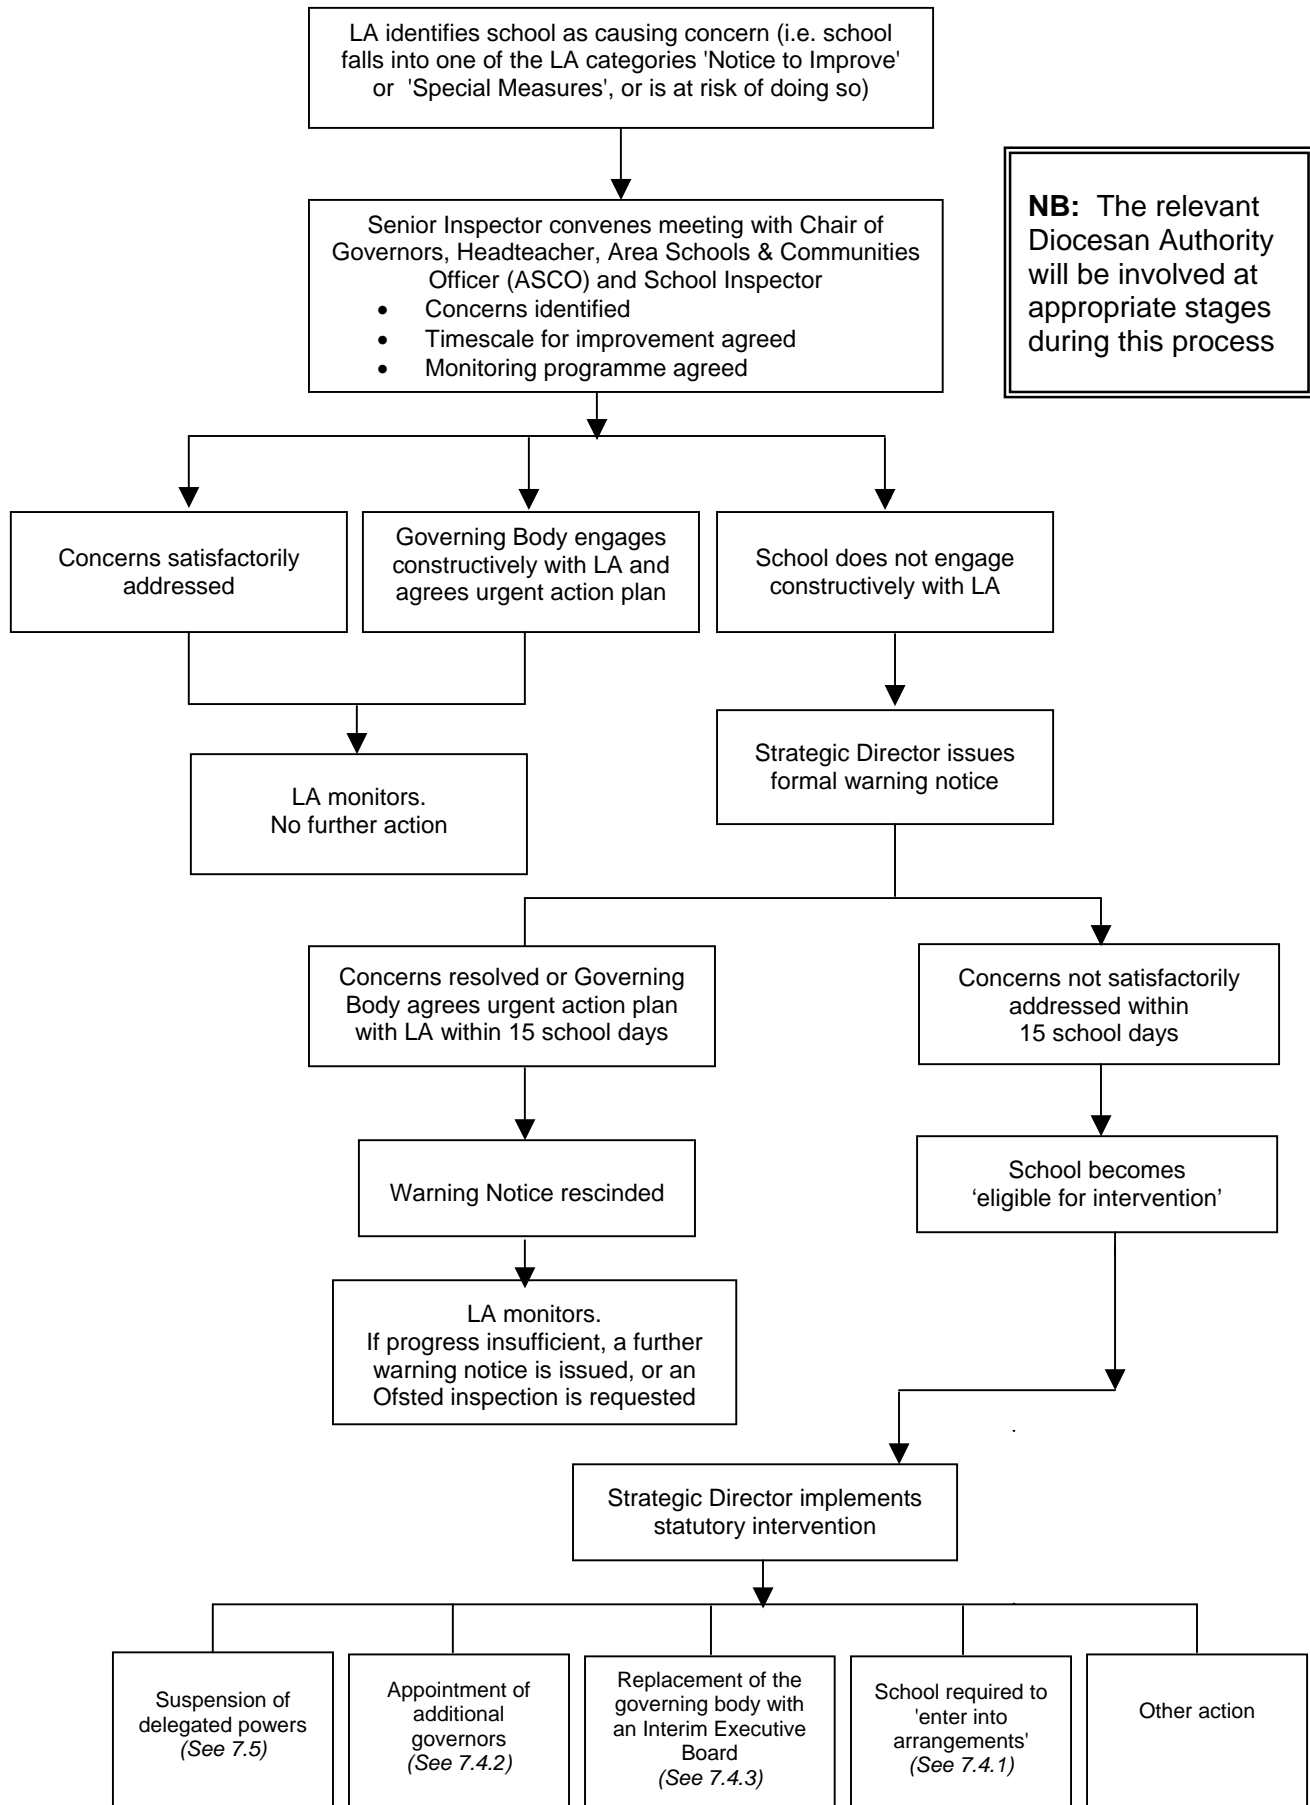 LA identifies school as causing concern (i.e. school
falls into one of the LA categories 'Notice to Improve'
or 'Special Measures', or is at risk of doing so)
NB: The relevant
Diocesan Authority
will be involved at
appropriate stages
during this process
Senior Inspector convenes meeting with Chair of
Governors, Headteacher, Area Schools & Communities
Officer (ASCO) and School Inspector
• Concerns identified
• Timescale for improvement agreed
• Monitoring programme agreed
Concerns satisfactorily
addressed
Governing Body engages
constructively with LA and
agrees urgent action plan
School does not engage
constructively with LA
LA monitors.
No further action
Strategic Director issues
formal warning notice
Concerns resolved or Governing
Body agrees urgent action plan
with LA within 15 school days
Concerns not satisfactorily
addressed within
15 school days
Warning Notice rescinded
School becomes
‘eligible for intervention’
LA monitors.
If progress insufficient, a further
warning notice is issued, or an
Ofsted inspection is requested
Strategic Director implements
statutory intervention
Suspension of
delegated powers
(See 7.5)
Appointment of
additional
governors
(See 7.4.2)
Replacement of the
governing body with
an Interim Executive
Board
(See 7.4.3)
School required to
'enter into
arrangements'
(See 7.4.1)
Other action